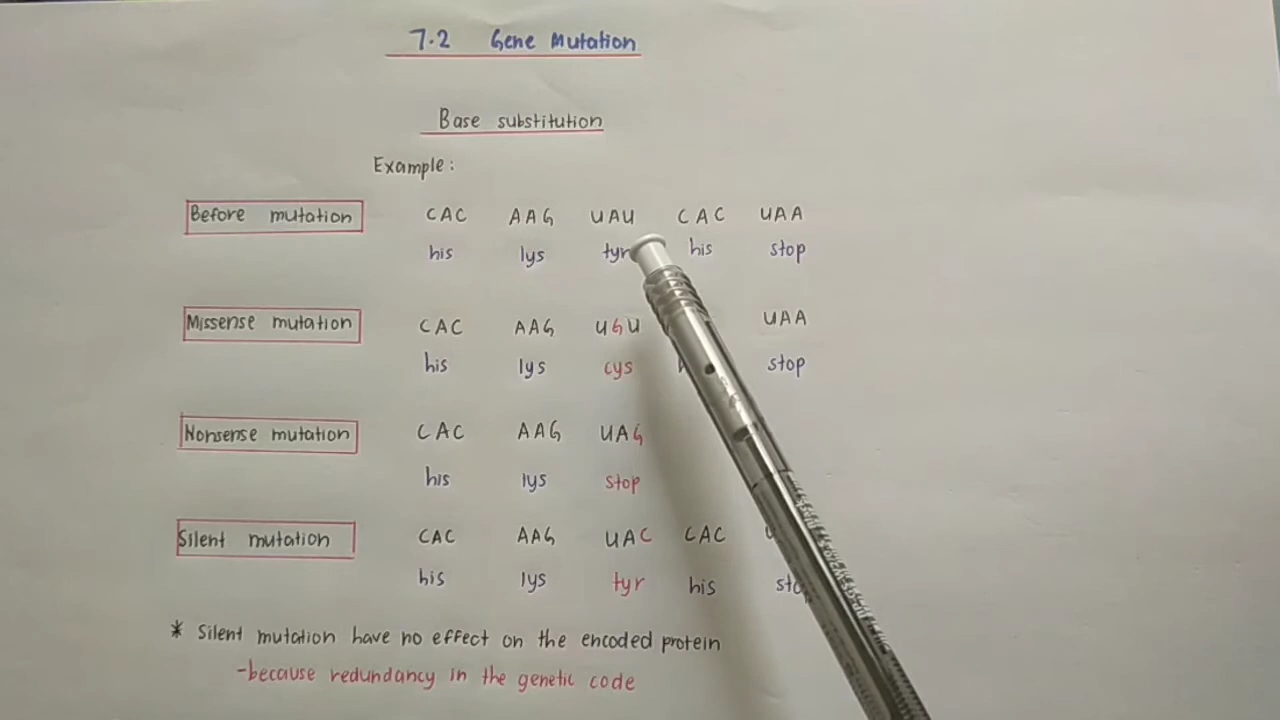 7.2 Gene Mutation
Base substitution
Example:
Before mutation CAC AAG UAU CAC UAA
his lys tyr his stop
Missense mutation CAC AAG UGU UAA
his lys cys stop
Nonsense mutation CAC AAG UAG
his lys stop
Silent mutation CAC AAG UAC CAC
his lys tyr his stop
* Silent mutation have no effect on the encoded protein
-because redundancy in the genetic code